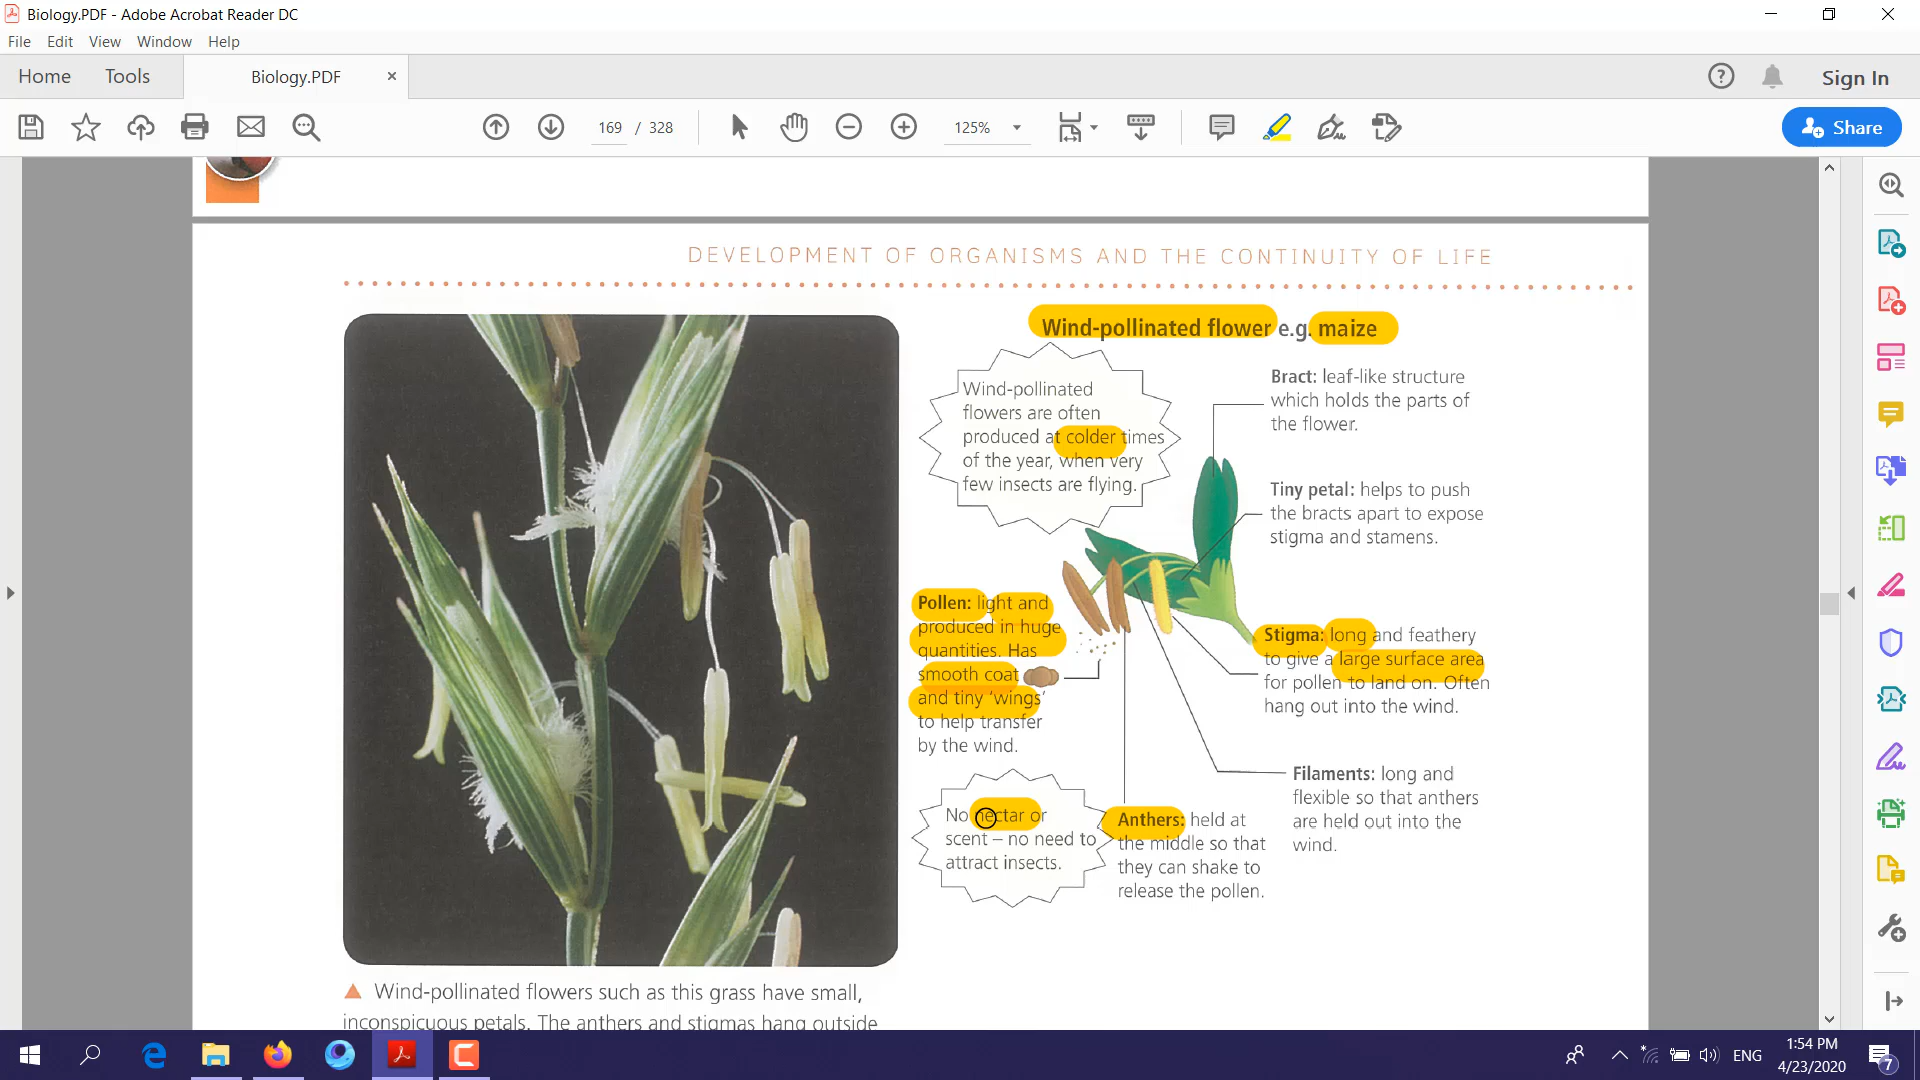 Biology.PDF - Adobe Acrobat Reader DC
File Edit View Window Help
Home Tools Biology.PDF × Sign In
169 / 328 125% Share
DEVELOPMENT OF ORGANISMS AND THE CONTINUITY OF LIFE
Wind-pollinated flower e.g. maize
Wind-pollinated
flowers are often
produced at colder times
of the year, when very
few insects are flying.
Bract: leaf-like structure
which holds the parts of
the flower.
Tiny petal: helps to push
the bracts apart to expose
stigma and stamens.
Pollen: light and
produced in huge
quantities. Has
smooth coat
and tiny ‘wings’
to help transfer
by the wind.
Stigma: long and feathery
to give a large surface area
for pollen to land on. Often
hang out into the wind.
Filaments: long and
flexible so that anthers
are held out into the
wind.
No nectar or
scent – no need to
attract insects.
Anthers: held at
the middle so that
they can shake to
release the pollen.
Wind-pollinated flowers such as this grass have small,
inconspicuous petals. The anthers and stigmas hang outside
ENG
1:54 PM
4/23/2020
7